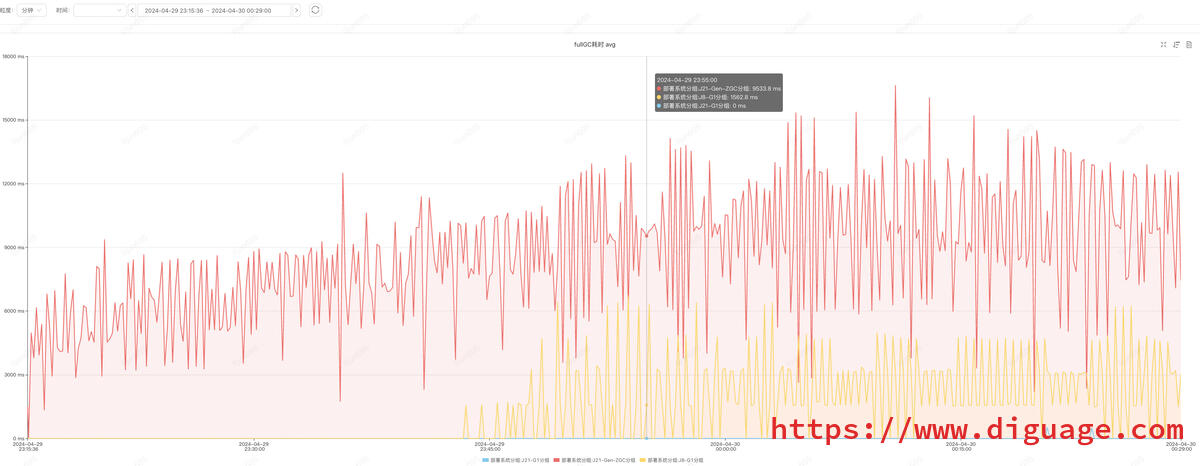 粒度: 分钟 时间: 2024-04-29 23:15:36 - 2024-04-30 00:29:00
fullGC耗时 avg
18000 ms
15000 ms
12000 ms
9000 ms
6000 ms
3000 ms
0 ms
2024-04-29 23:55:00
部署系统分组:J21-Gen-ZGC分组: 9533.8 ms
部署系统分组:J8-G1分组: 1562.8 ms
部署系统分组:J21-G1分组: 0 ms
https://www.diguage.com
2024-04-29 23:15:36
2024-04-29 23:30:00
2024-04-29 23:45:00
2024-04-30 00:00:00
2024-04-30 00:15:00
2024-04-30 00:29:00
部署系统分组:J21-G1分组 部署系统分组:J21-Gen-ZGC分组 部署系统分组:J8-G1分组